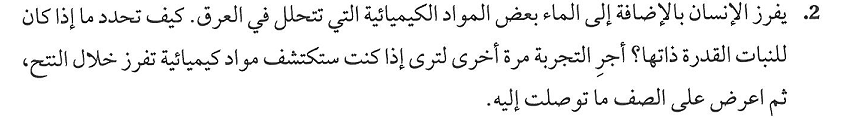 2. يفرز الإنسان بالإضافة إلى الماء بعض المواد الكيميائية التي تتحلل في العرق. كيف تحدد ما إذا كان
للنبات القدرة ذاتها؟ أجرِ التجربة مرة أخرى لترى إذا كنت ستكتشف مواد كيميائية تفرز خلال النتح،
ثم اعرض على الصف ما توصلت إليه.